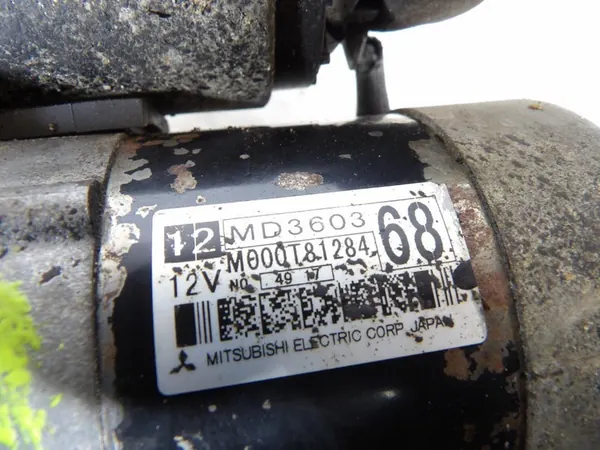 12 MD3603 68
M000T81284
12V NO. 49 17
MITSUBISHI ELECTRIC CORP. JAPAN